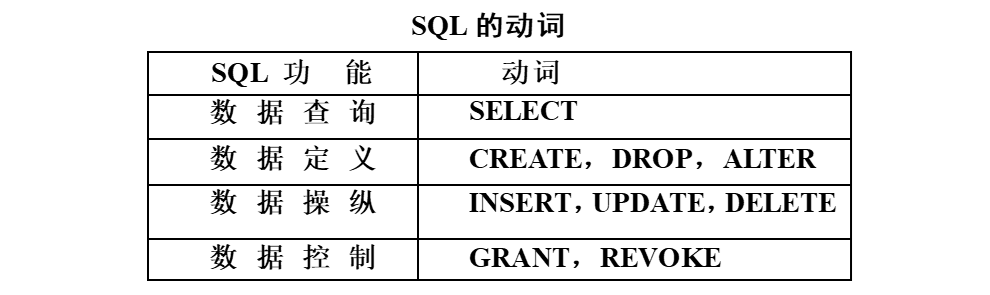 SQL 的动词
SQL 功 能 动词
数 据 查 询 SELECT
数 据 定 义 CREATE，DROP，ALTER
数 据 操 纵 INSERT，UPDATE，DELETE
数 据 控 制 GRANT，REVOKE